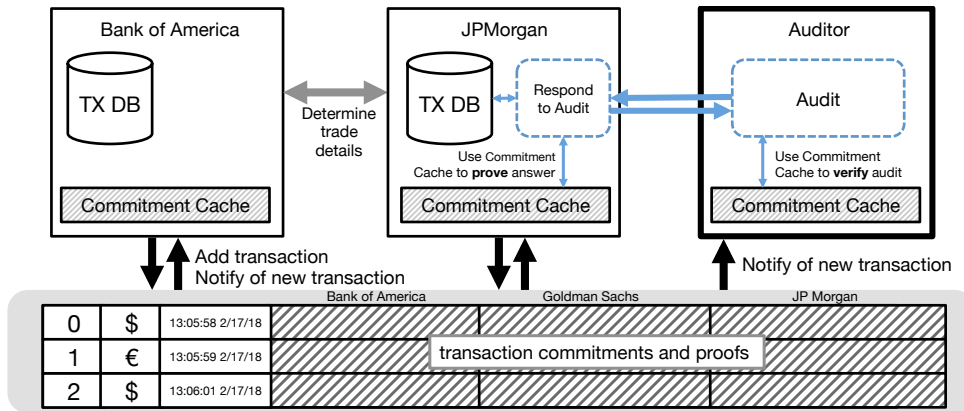 Bank of America
TX DB
Commitment Cache
Determine
trade
details
JPMorgan
TX DB
Respond
to Audit
Use Commitment
Cache to prove answer
Commitment Cache
Auditor
Audit
Use Commitment
Cache to verify audit
Commitment Cache
Add transaction
Notify of new transaction
Notify of new transaction
Bank of America
Goldman Sachs
JP Morgan
0 $ 13:05:58 2/17/18
1 € 13:05:59 2/17/18
2 $ 13:06:01 2/17/18
transaction commitments and proofs